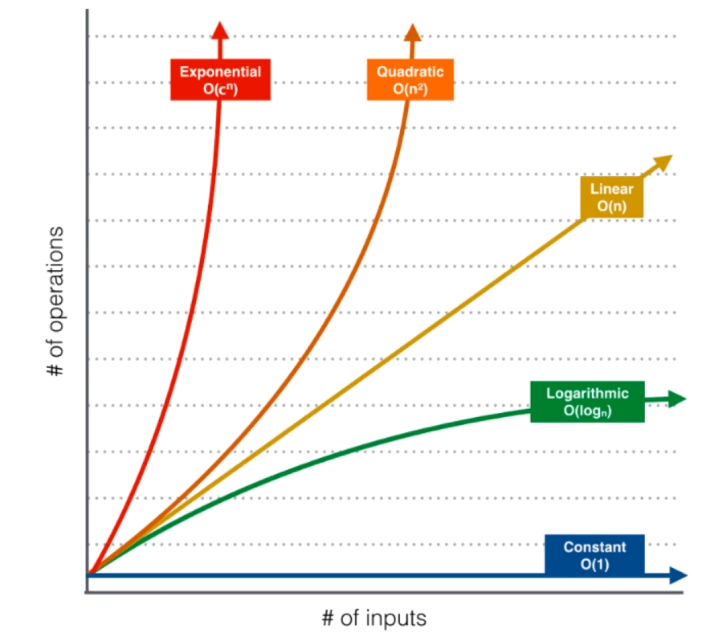 Exponential
O(cⁿ)
Quadratic
O(n²)
Linear
O(n)
# of operations
Logarithmic
O(logₙ)
Constant
O(1)
# of inputs